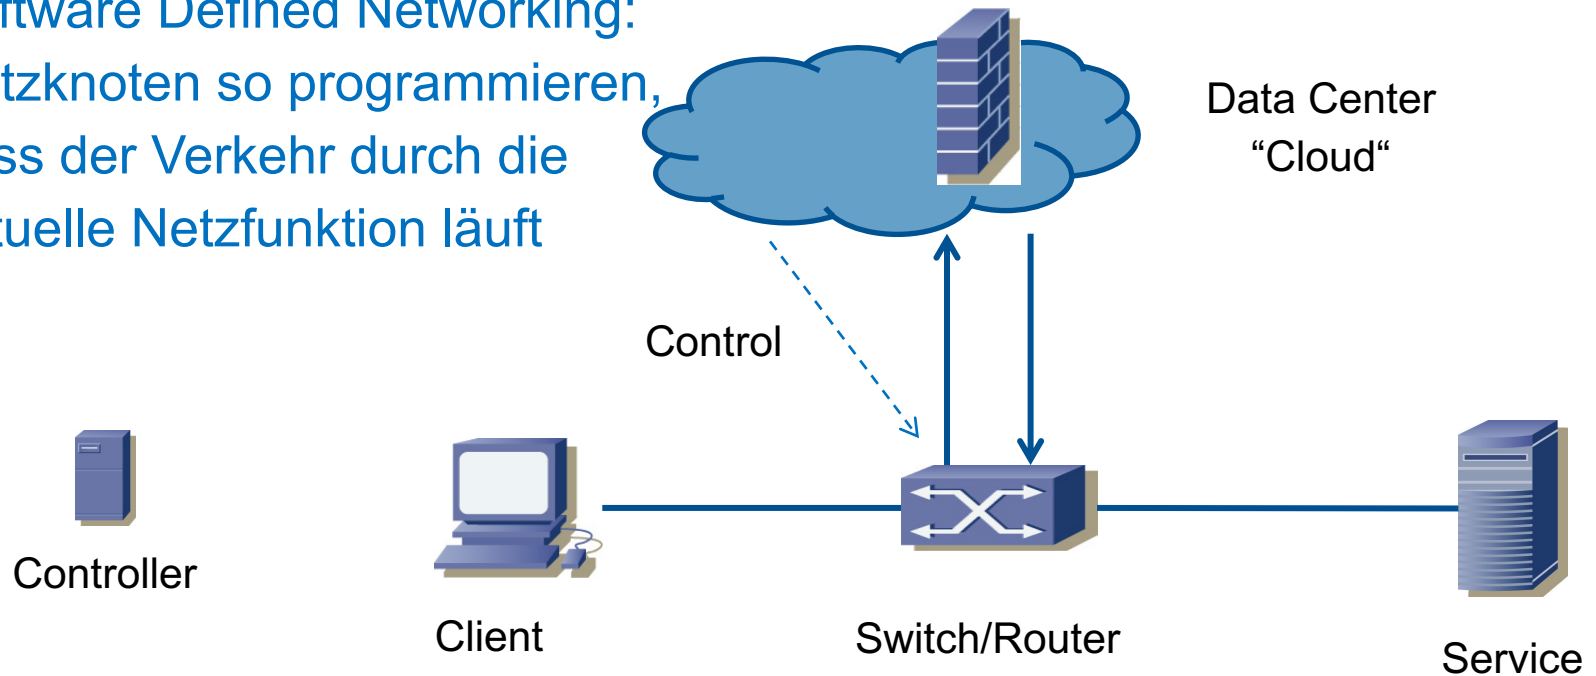 ftware Defined Networking:
tzknoten so programmieren,
ss der Verkehr durch die
tuelle Netzfunktion läuft
Data Center
“Cloud“
Control
Controller
Client
Switch/Router
Service